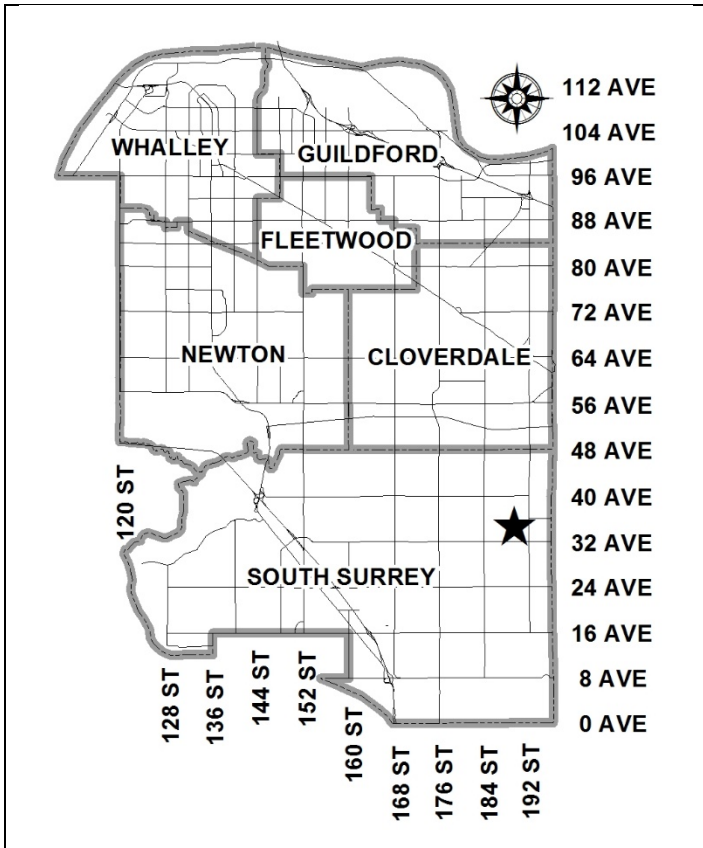 112 AVE
104 AVE
WHALLEY
GUILDFORD
96 AVE
88 AVE
FLEETWOOD
80 AVE
72 AVE
NEWTON
CLOVERDALE
64 AVE
56 AVE
48 AVE
120 ST
40 AVE
32 AVE
SOUTH SURREY
24 AVE
16 AVE
128 ST
136 ST
144 ST
152 ST
160 ST
8 AVE
0 AVE
168 ST
176 ST
184 ST
192 ST